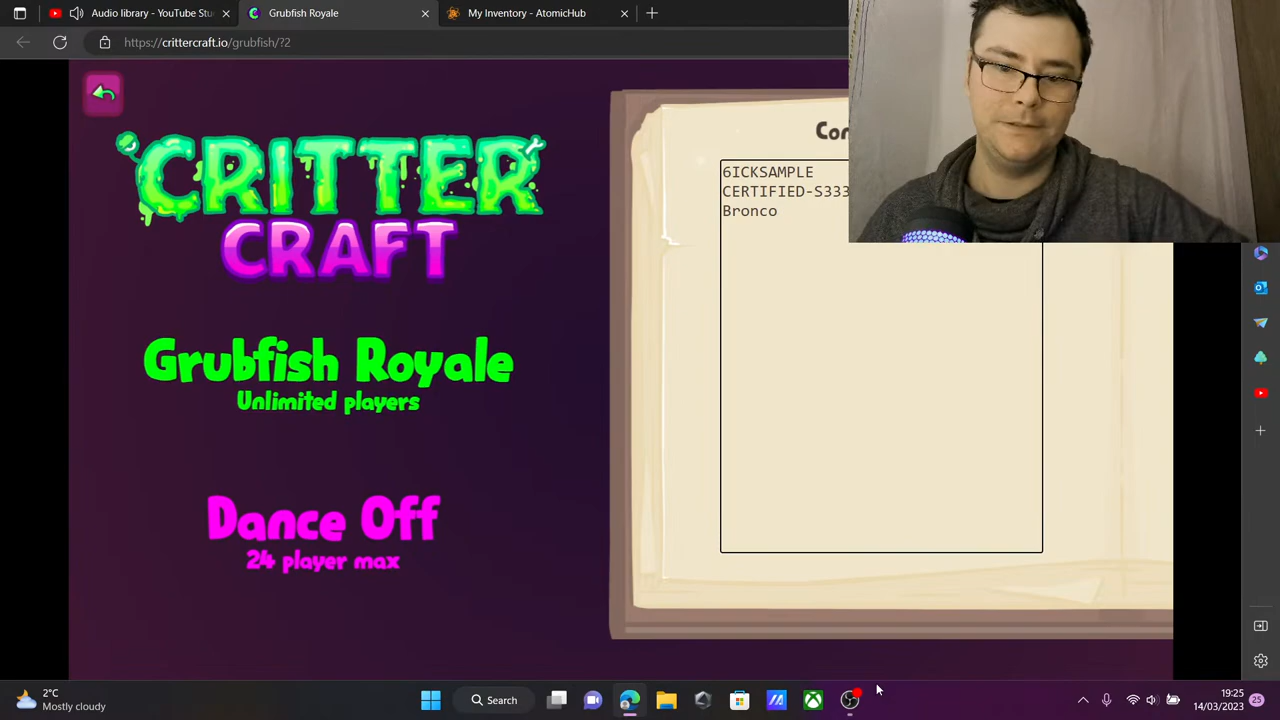 Audio library - YouTube Stu
Grubfish Royale
My Inventory - AtomicHub
https://crittercraft.io/grubfish/?2
CRITTER
CRAFT
Grubfish Royale
Unlimited players
Dance Off
24 player max
6ICKSAMPLE
CERTIFIED-S333
Bronco
2°C
Mostly cloudy
Search
19:25
14/03/2023
25